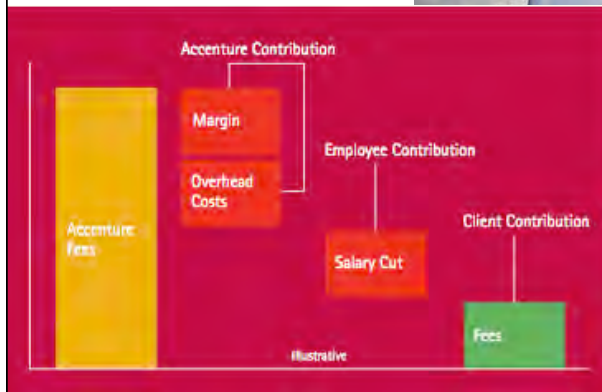 Accenture Contribution
Margin
Overhead
Costs
Employee Contribution
Accenture
Fees
Salary Cut
Client Contribution
Fees
Illustrative